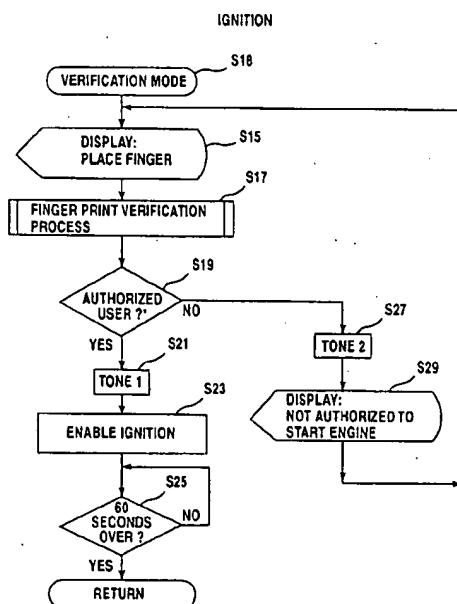 IGNITION
S18
VERIFICATION MODE
S15
DISPLAY:
PLACE FINGER
S17
FINGER PRINT VERIFICATION
PROCESS
S19
AUTHORIZED
USER ?*
NO
YES
S21
TONE 1
S23
ENABLE IGNITION
S25
60
SECONDS
OVER ?
NO
YES
RETURN
S27
TONE 2
S29
DISPLAY:
NOT AUTHORIZED TO
START ENGINE